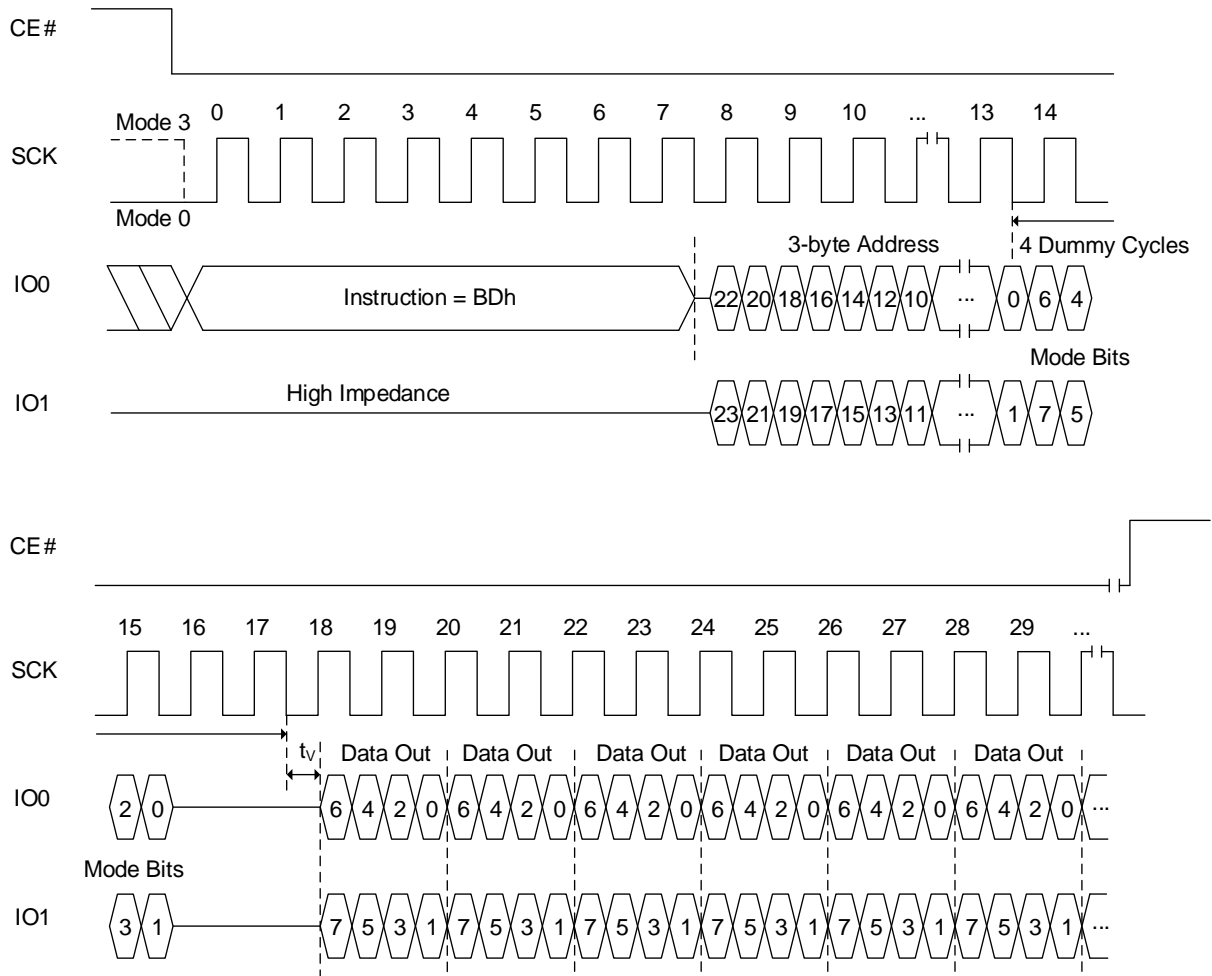 CE#
0 1 2 3 4 5 6 7 8 9 10 ... 13 14
Mode 3
SCK
Mode 0
3-byte Address 4 Dummy Cycles
IO0 Instruction = BDh 22 20 18 16 14 12 10 ... 0 6 4
Mode Bits
IO1 High Impedance 23 21 19 17 15 13 11 ... 1 7 5
CE#
15 16 17 18 19 20 21 22 23 24 25 26 27 28 29 ...
SCK
tV Data Out Data Out Data Out Data Out Data Out Data Out
IO0 2 0 6 4 2 0 6 4 2 0 6 4 2 0 6 4 2 0 6 4 2 0 6 4 2 0 ...
Mode Bits
IO1 3 1 7 5 3 1 7 5 3 1 7 5 3 1 7 5 3 1 7 5 3 1 7 5 3 1 ...